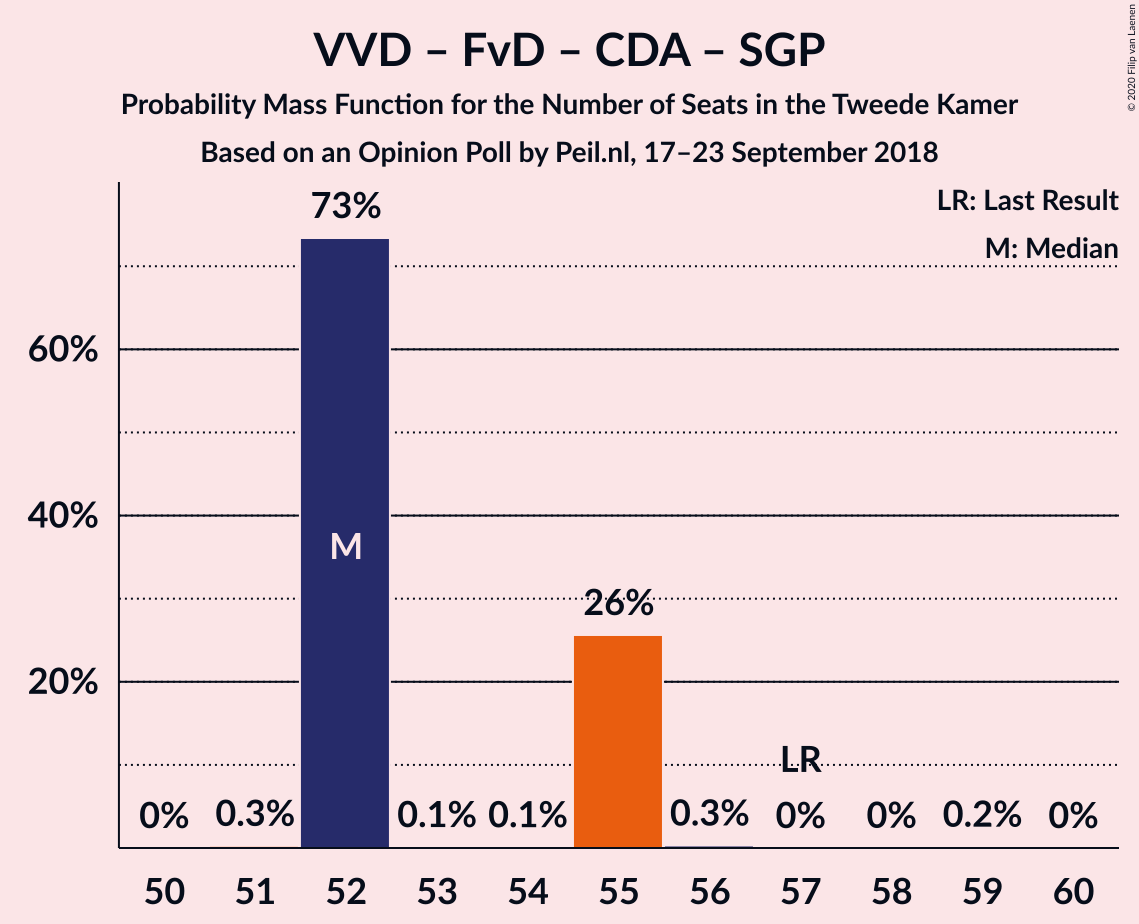 VVD – FvD – CDA – SGP
Probability Mass Function for the Number of Seats in the Tweede Kamer
Based on an Opinion Poll by Peil.nl, 17–23 September 2018
© 2020 Filip van Laenen
LR: Last Result
M: Median
73%
60%
40%
M
26%
20%
LR
0% 0.3% 0.1% 0.1% 0.3% 0% 0% 0.2% 0%
50 51 52 53 54 55 56 57 58 59 60